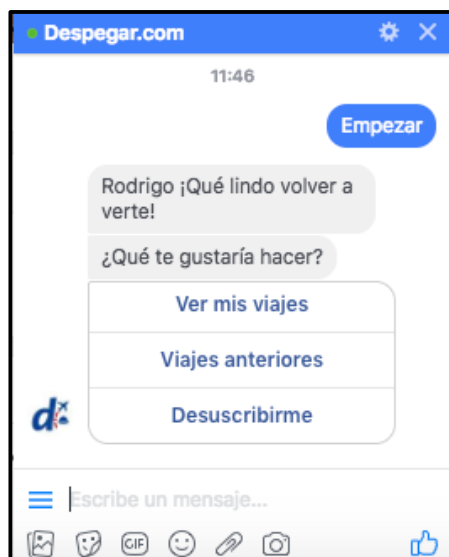 Despegar.com
11:46
Empezar
Rodrigo ¡Qué lindo volver a
verte!
¿Qué te gustaría hacer?
Ver mis viajes
Viajes anteriores
Desuscribirme
d
Escribe un mensaje...
GIF